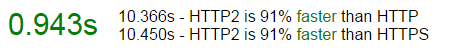 0.943s
10.366s - HTTP2 is 91% faster than HTTP
10.450s - HTTP2 is 91% faster than HTTPS